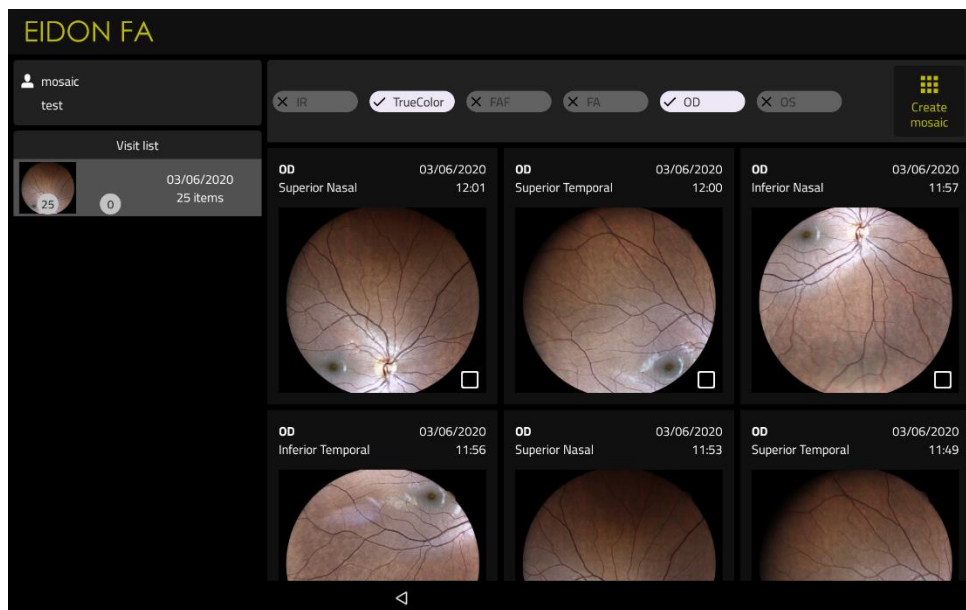 EIDON FA
mosaic
test
Visit list
25
0
03/06/2020
25 items
IR
TrueColor
FAF
FA
OD
OS
Create
mosaic
OD 03/06/2020
Superior Nasal 12:01
OD 03/06/2020
Superior Temporal 12:00
OD 03/06/2020
Inferior Nasal 11:57
OD 03/06/2020
Inferior Temporal 11:56
OD 03/06/2020
Superior Nasal 11:53
OD 03/06/2020
Superior Temporal 11:49